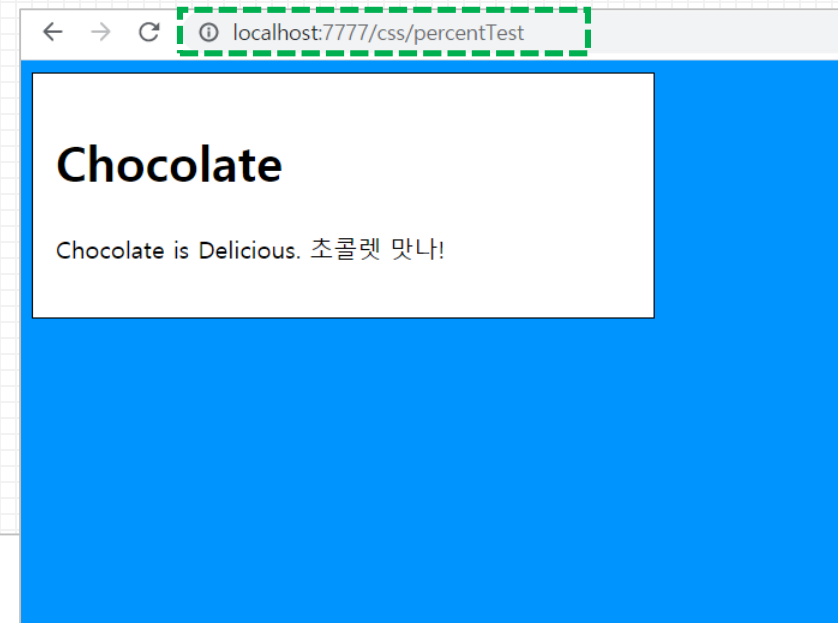 localhost:7777/css/percentTest
Chocolate
Chocolate is Delicious. 초콜렛 맛나!